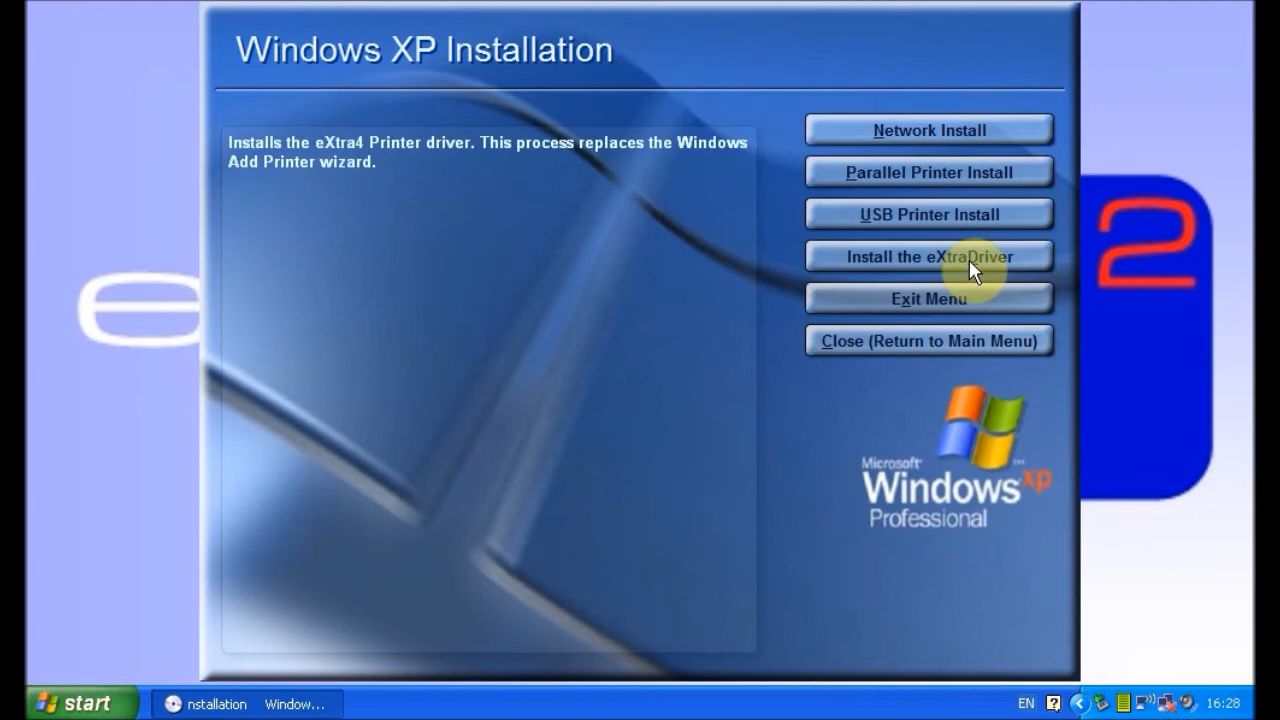 Windows XP Installation
Installs the eXtra4 Printer driver. This process replaces the Windows
Add Printer wizard.
Network Install
Parallel Printer Install
USB Printer Install
Install the eXtraDriver
Exit Menu
Close (Return to Main Menu)
e
2
Microsoft
Windows xp
TM
Professional
start
nstallation Window...
EN
?
16:28